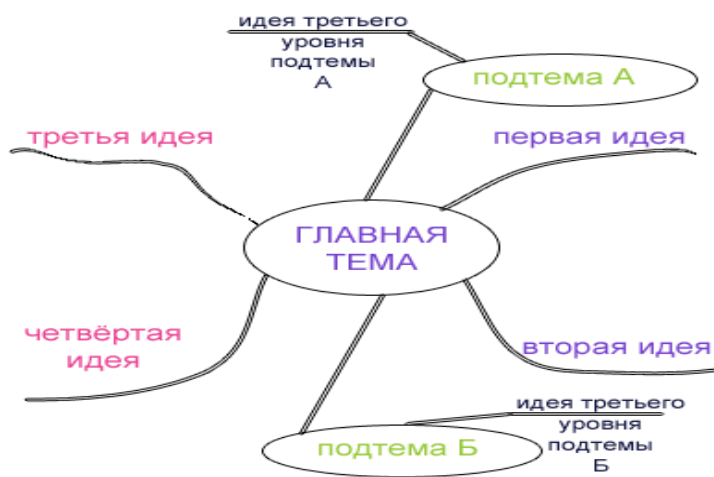 идея третьего
уровня
подтемы
А
подтема А
третья идея
первая идея
ГЛАВНАЯ
ТЕМА
четвёртая
идея
вторая идея
идея третьего
уровня
подтемы
Б
подтема Б